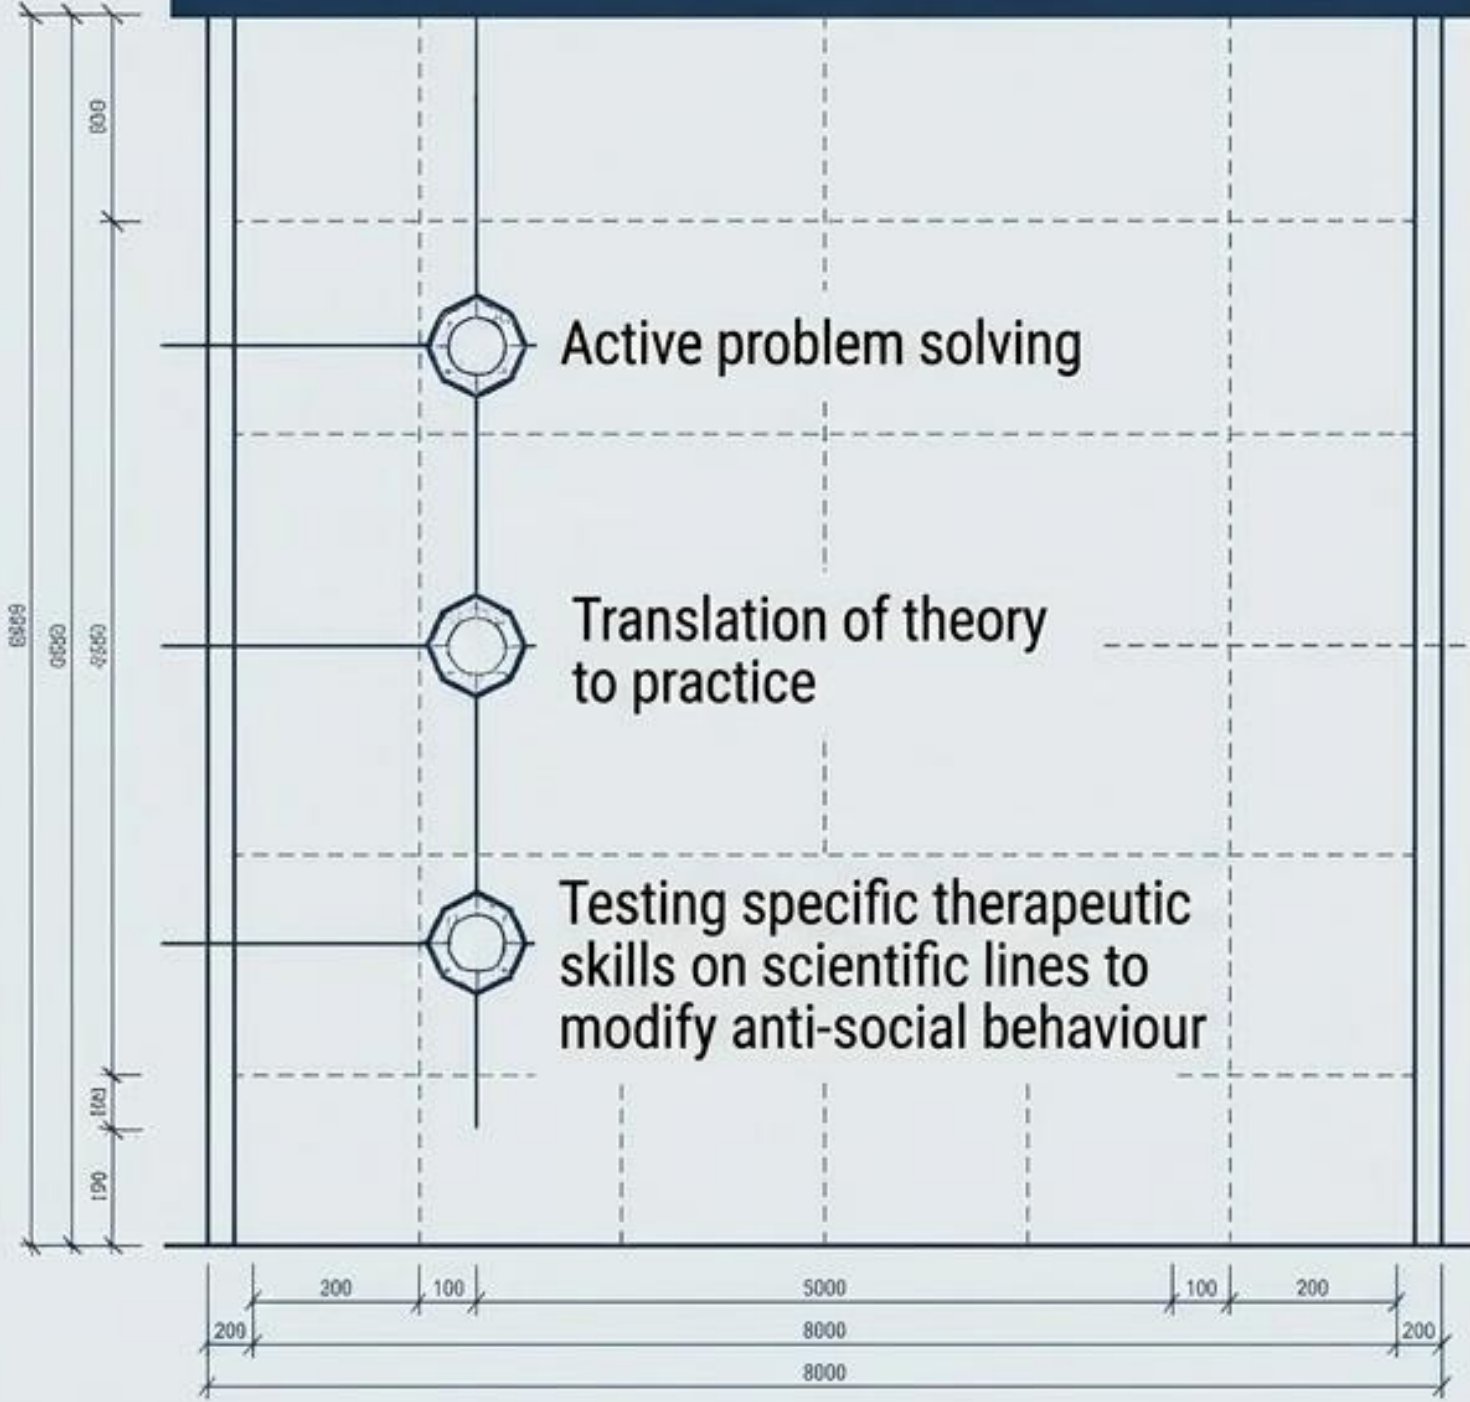 Active problem solving
Translation of theory
to practice
Testing specific therapeutic
skills on scientific lines to
modify anti-social behaviour
190
200 100 5000 100 200
200 8000 200
8000